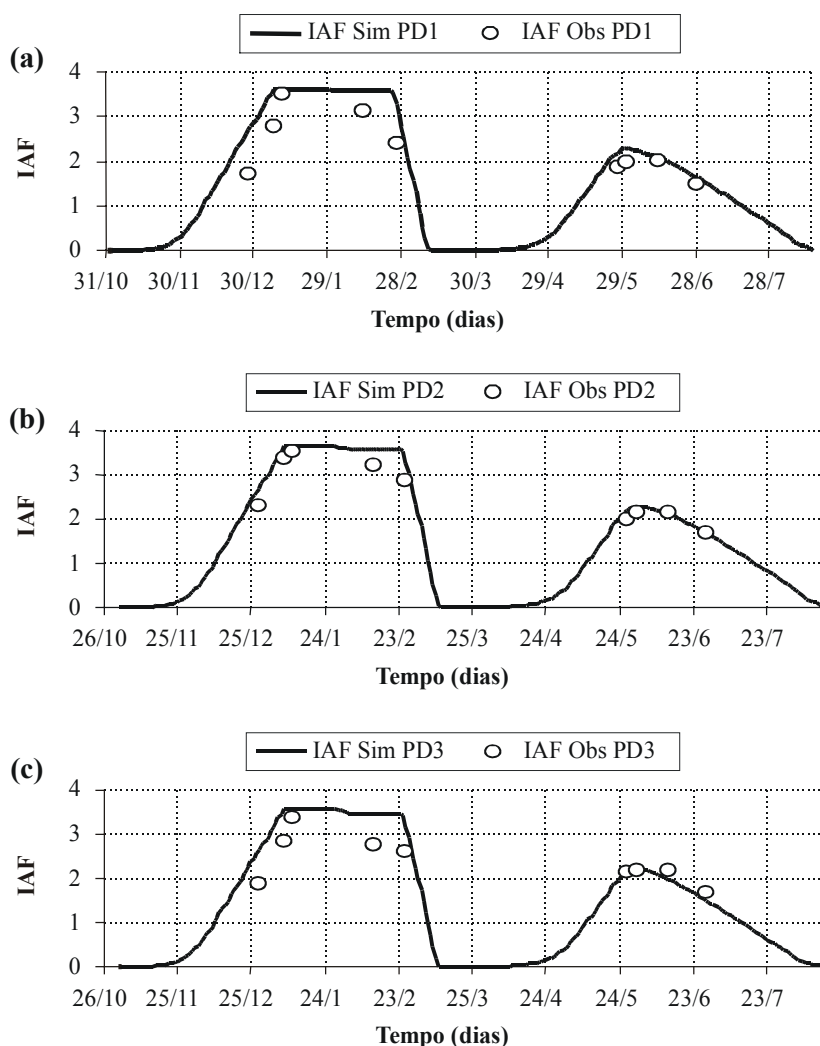 IAF Sim PD1 IAF Obs PD1
(a)
4
3
2
1
0
IAF
31/10 30/11 30/12 29/1 28/2 30/3 29/4 29/5 28/6 28/7
Tempo (dias)
IAF Sim PD2 IAF Obs PD2
(b)
4
3
2
1
0
IAF
26/10 25/11 25/12 24/1 23/2 25/3 24/4 24/5 23/6 23/7
Tempo (dias)
IAF Sim PD3 IAF Obs PD3
(c)
4
3
2
1
0
IAF
26/10 25/11 25/12 24/1 23/2 25/3 24/4 24/5 23/6 23/7
Tempo (dias)